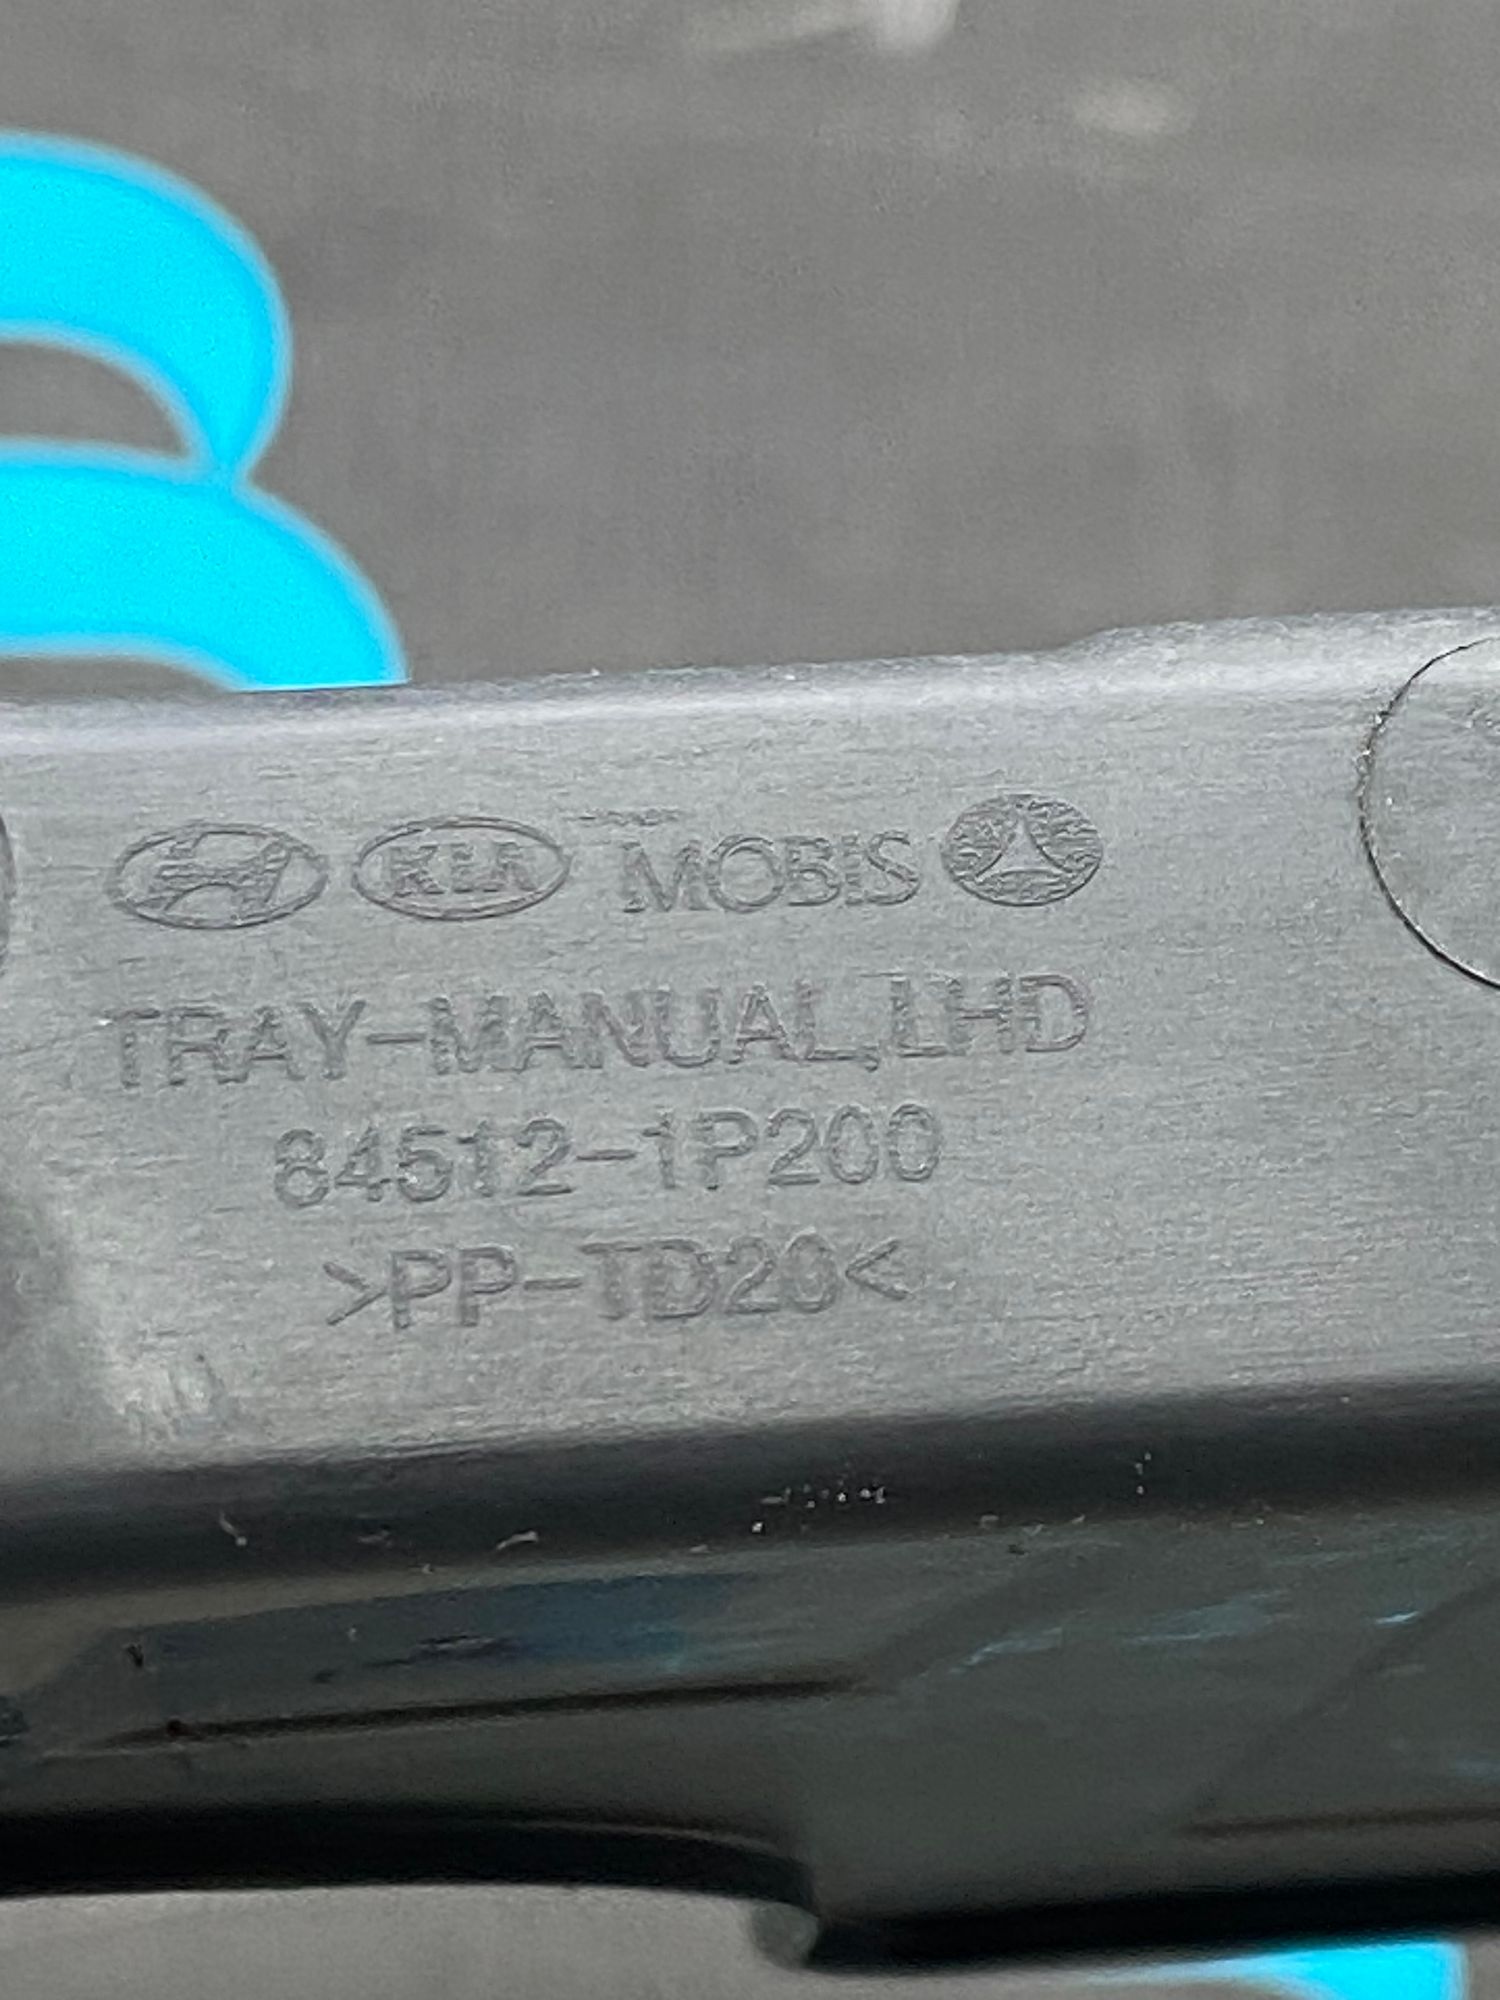 KIA MOBIS
TRAY-MANUAL,LHD
84512-1P200
>PP-TD20<